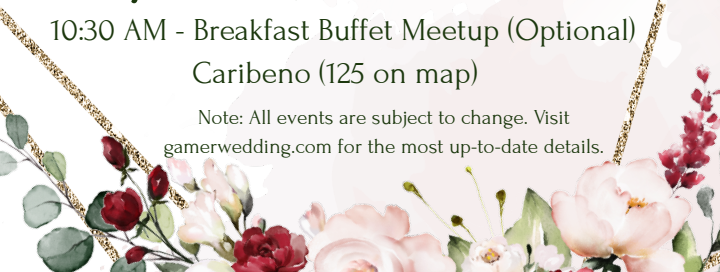 10:30 AM - Breakfast Buffet Meetup (Optional)
Caribeno (125 on map)
Note: All events are subject to change. Visit
gamerwedding.com for the most up-to-date details.